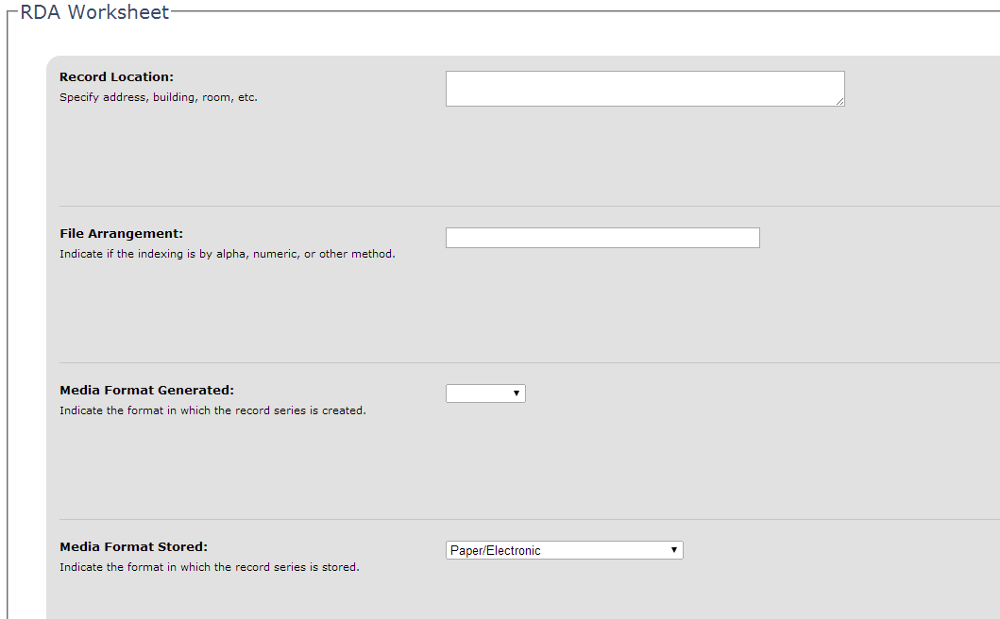 RDA Worksheet
Record Location:
Specify address, building, room, etc.
File Arrangement:
Indicate if the indexing is by alpha, numeric, or other method.
Media Format Generated:
Indicate the format in which the record series is created.
Media Format Stored:
Paper/Electronic
Indicate the format in which the record series is stored.